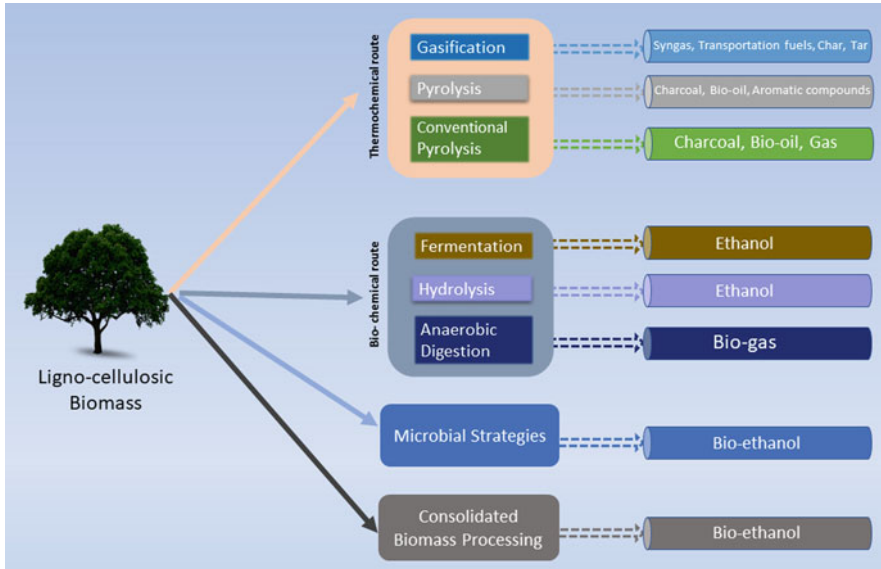 Thermochemical route
Gasification
Syngas, Transportation fuels, Char, Tar
Pyrolysis
Charcoal, Bio-oil, Aromatic compounds
Conventional
Pyrolysis
Charcoal, Bio-oil, Gas
Ligno-cellulosic
Biomass
Bio- chemical route
Fermentation
Ethanol
Hydrolysis
Ethanol
Anaerobic
Digestion
Bio-gas
Microbial Strategies
Bio-ethanol
Consolidated
Biomass Processing
Bio-ethanol